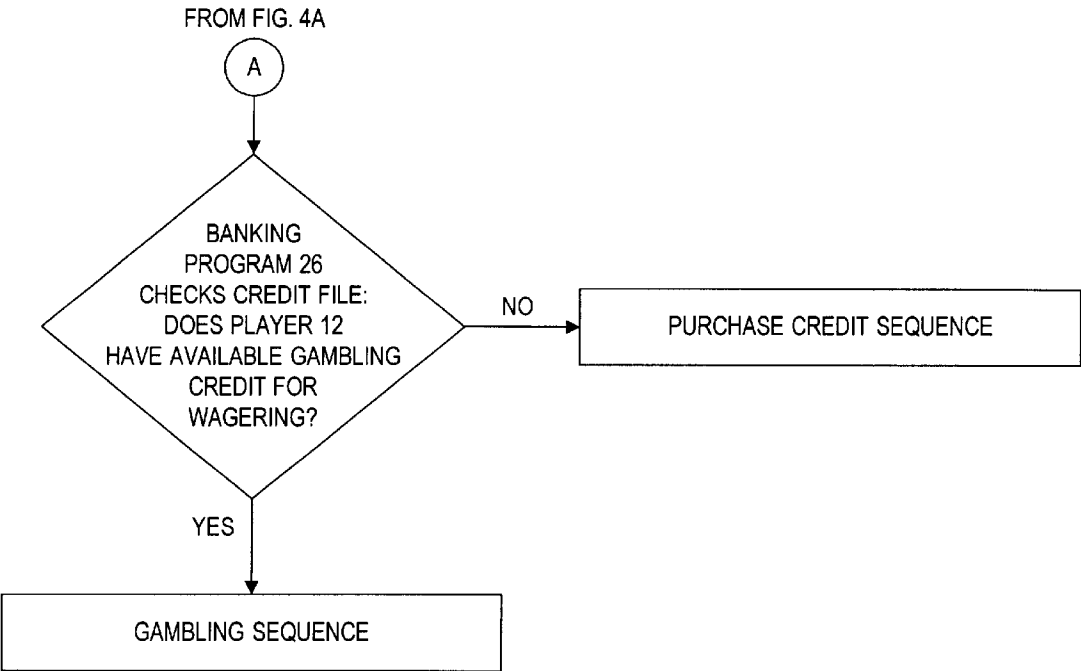 FROM FIG. 4A
A
BANKING
PROGRAM 26
CHECKS CREDIT FILE:
DOES PLAYER 12
HAVE AVAILABLE GAMBLING
CREDIT FOR
WAGERING?
NO
PURCHASE CREDIT SEQUENCE
YES
GAMBLING SEQUENCE